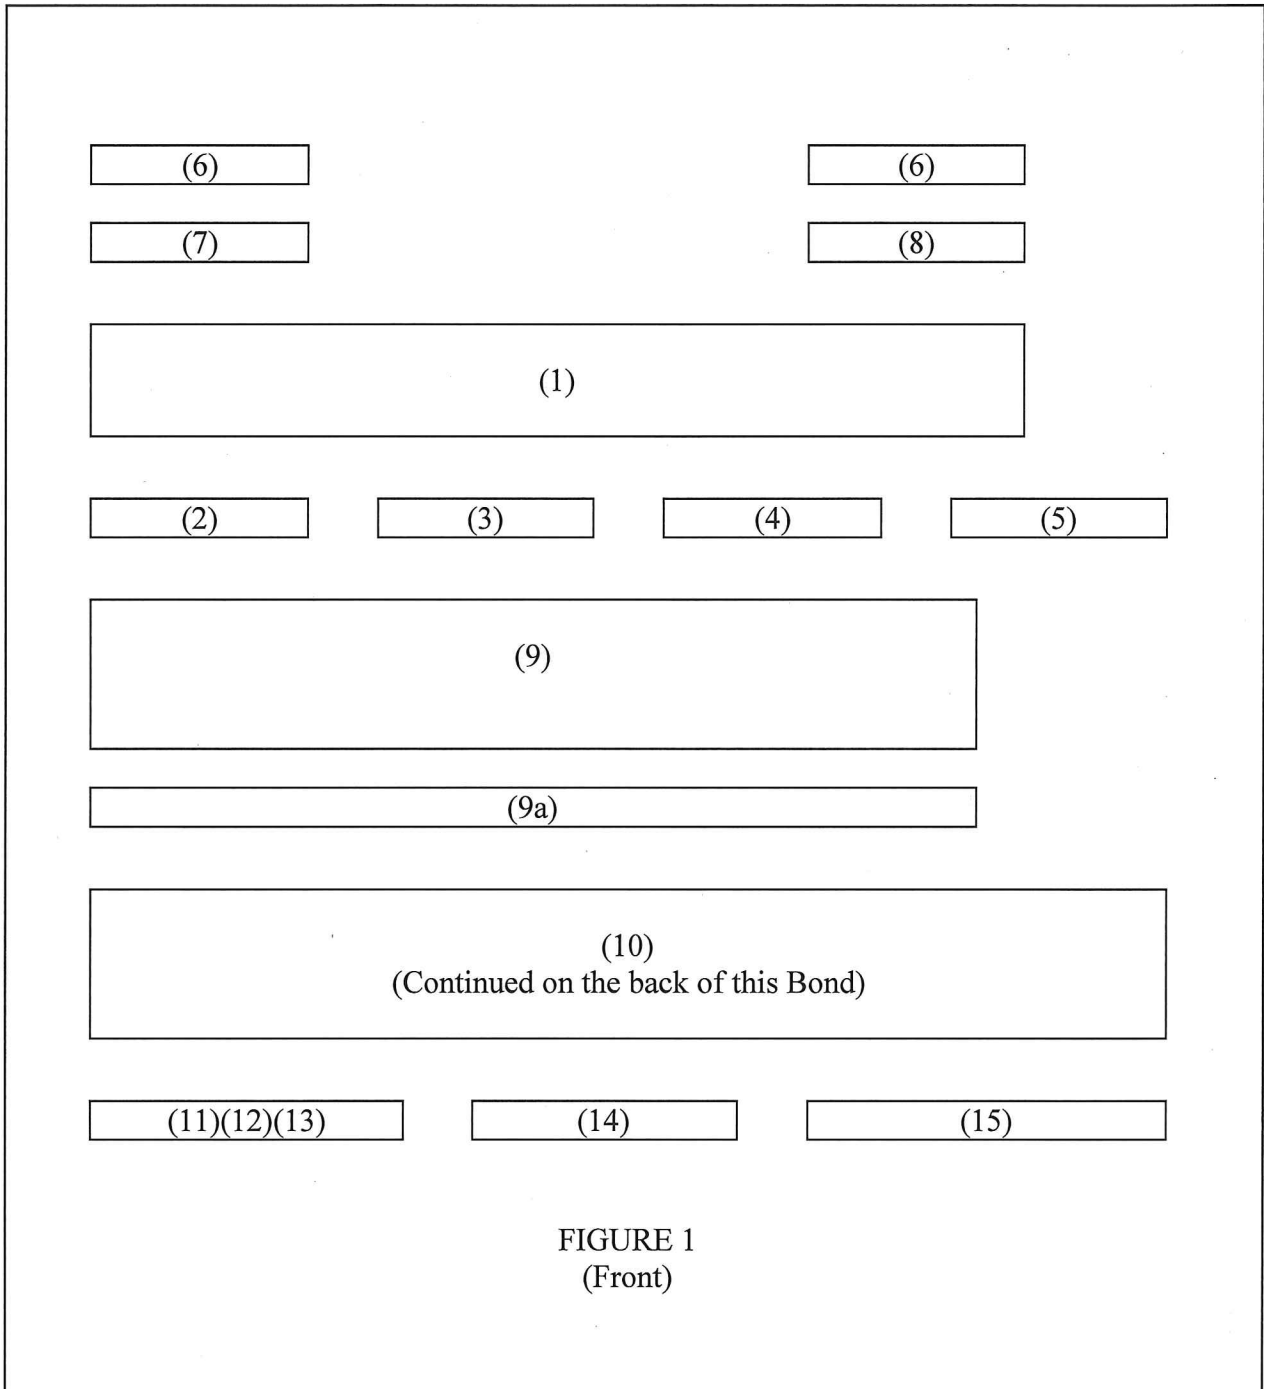 (6) (6)
(7) (8)
(1)
(2) (3) (4) (5)
(9)
(9a)
(10)
(Continued on the back of this Bond)
(11)(12)(13) (14) (15)
FIGURE 1
(Front)